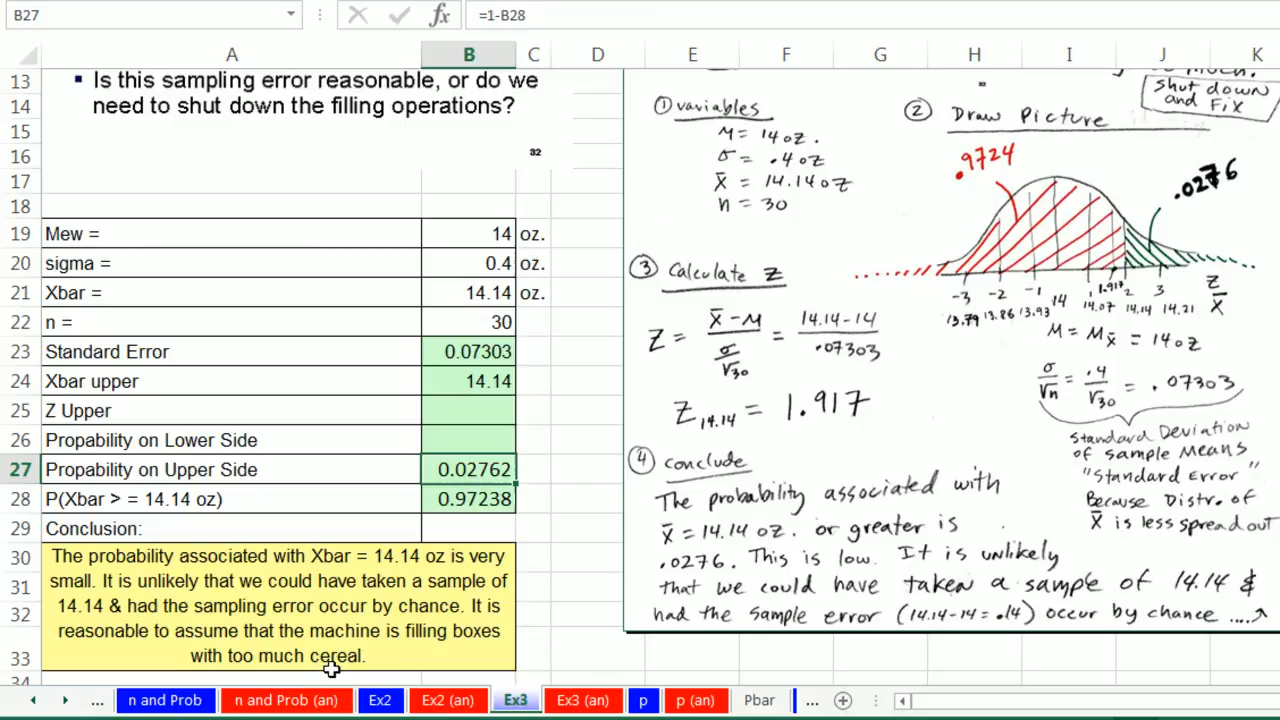 B27
fx
=1-B28
A B C D E F G H I J K
13 ▪ Is this sampling error reasonable, or do we
14 need to shut down the filling operations?
15
16 32
17
18
19 Mew = 14 oz.
20 sigma = 0.4 oz.
21 Xbar = 14.14 oz.
22 n = 30
23 Standard Error 0.07303
24 Xbar upper 14.14
25 Z Upper
26 Propability on Lower Side
27 Propability on Upper Side 0.02762
28 P(Xbar > = 14.14 oz) 0.97238
29 Conclusion:
30 The probability associated with Xbar = 14.14 oz is very
small. It is unlikely that we could have taken a sample of
31
14.14 & had the sampling error occur by chance. It is
32
reasonable to assume that the machine is filling boxes
33 with too much cereal.
① variables
M = 14 oz.
σ = .4 oz
x̄ = 14.14 oz
n = 30
much.
shut down
and Fix
② Draw Picture
.9724
.0276
-3 -2 -1 14 1 1.917 2 3 Z
13.79 13.86 13.93 14.07 14.14 14.21 X̄
M = Mx̄ = 14 oz
σ/√n = .4/√30 = .07303
Standard Deviation
of sample Means
"Standard Error"
Because Distr. of
X̄ is less spread out
③ Calculate Z
Z = (X̄ - M)/(σ/√30) = (14.14-14)/.07303
Z14.14 = 1.917
④ conclude
The probability associated with
x̄ = 14.14 oz. or greater is
.0276. This is low. It is unlikely
that we could have taken a sample of 14.14 &
had the sample error (14.14-14=.14) occur by chance ....↗
... n and Prob n and Prob (an) Ex2 Ex2 (an) Ex3 Ex3 (an) p p (an) Pbar ...